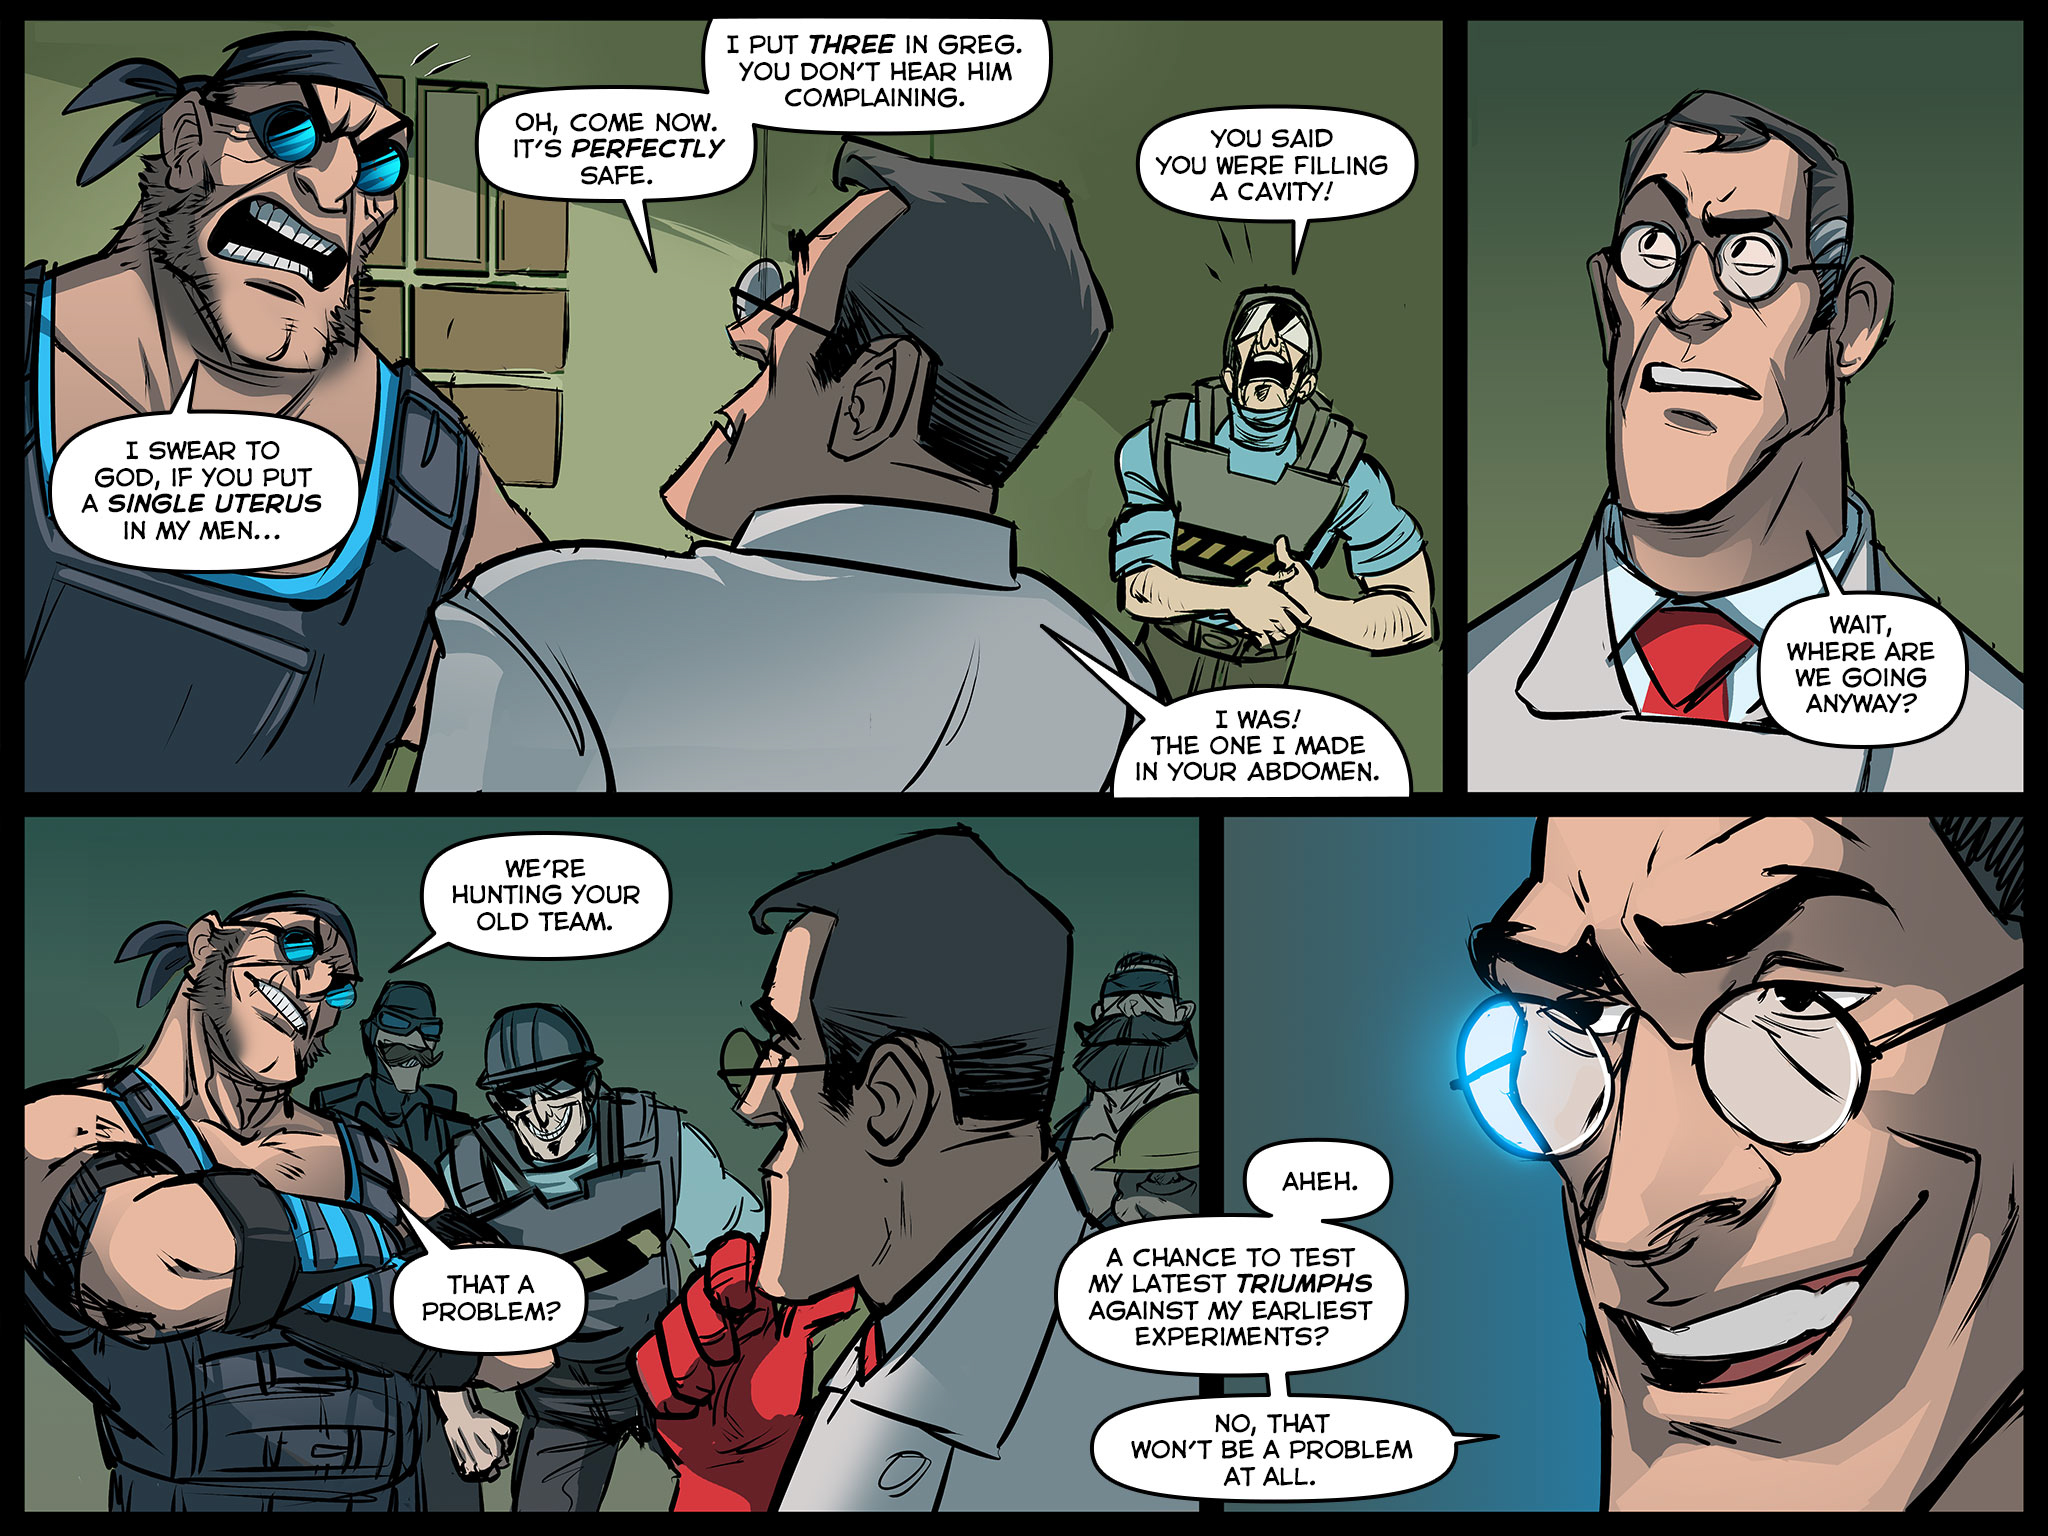 I SWEAR TO
GOD, IF YOU PUT
A SINGLE UTERUS
IN MY MEN...
OH, COME NOW.
IT'S PERFECTLY
SAFE.
I PUT THREE IN GREG.
YOU DON'T HEAR HIM
COMPLAINING.
YOU SAID
YOU WERE FILLING
A CAVITY!
I WAS!
THE ONE I MADE
IN YOUR ABDOMEN.
WAIT,
WHERE ARE
WE GOING
ANYWAY?
WE'RE
HUNTING YOUR
OLD TEAM.
THAT A
PROBLEM?
AHEH.
A CHANCE TO TEST
MY LATEST TRIUMPHS
AGAINST MY EARLIEST
EXPERIMENTS?
NO, THAT
WON'T BE A PROBLEM
AT ALL.